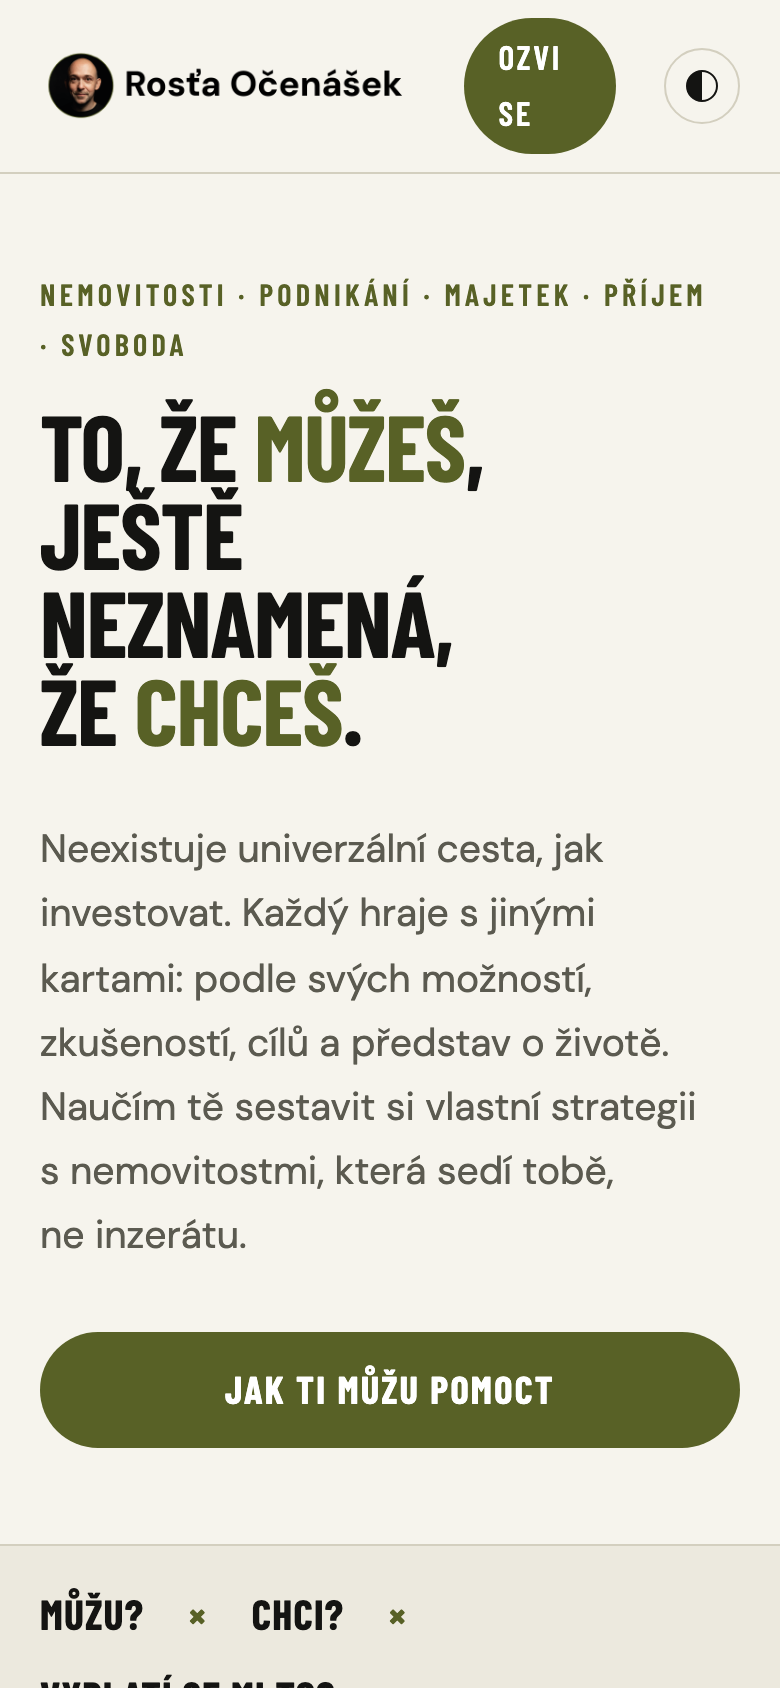 Rosťa Očenášek
OZVI
SE
NEMOVITOSTI · PODNIKÁNÍ · MAJETEK · PŘÍJEM
· SVOBODA
TO, ŽE MŮŽEŠ,
JEŠTĚ
NEZNAMENÁ,
ŽE CHCEŠ.
Neexistuje univerzální cesta, jak
investovat. Každý hraje s jinými
kartami: podle svých možností,
zkušeností, cílů a představ o životě.
Naučím tě sestavit si vlastní strategii
s nemovitostmi, která sedí tobě,
ne inzerátu.
JAK TI MŮŽU POMOCT
MŮŽU? × CHCI? ×